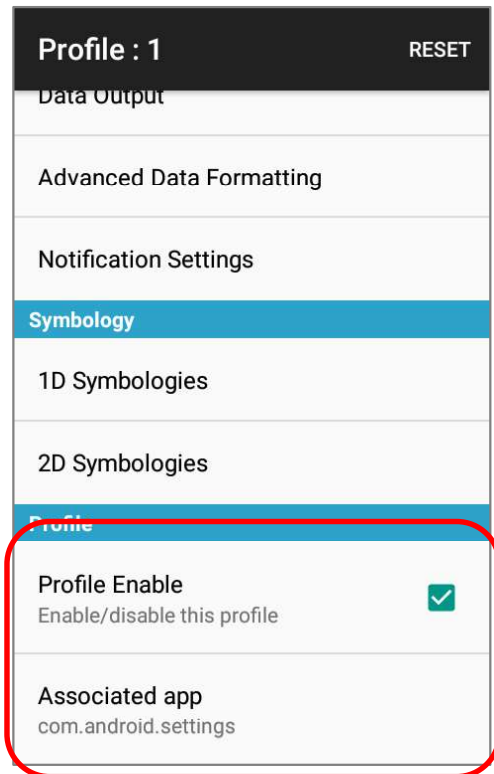 Profile : 1 RESET
Data Output
Advanced Data Formatting
Notification Settings
Symbology
1D Symbologies
2D Symbologies
Profile
Profile Enable
Enable/disable this profile
Associated app
com.android.settings